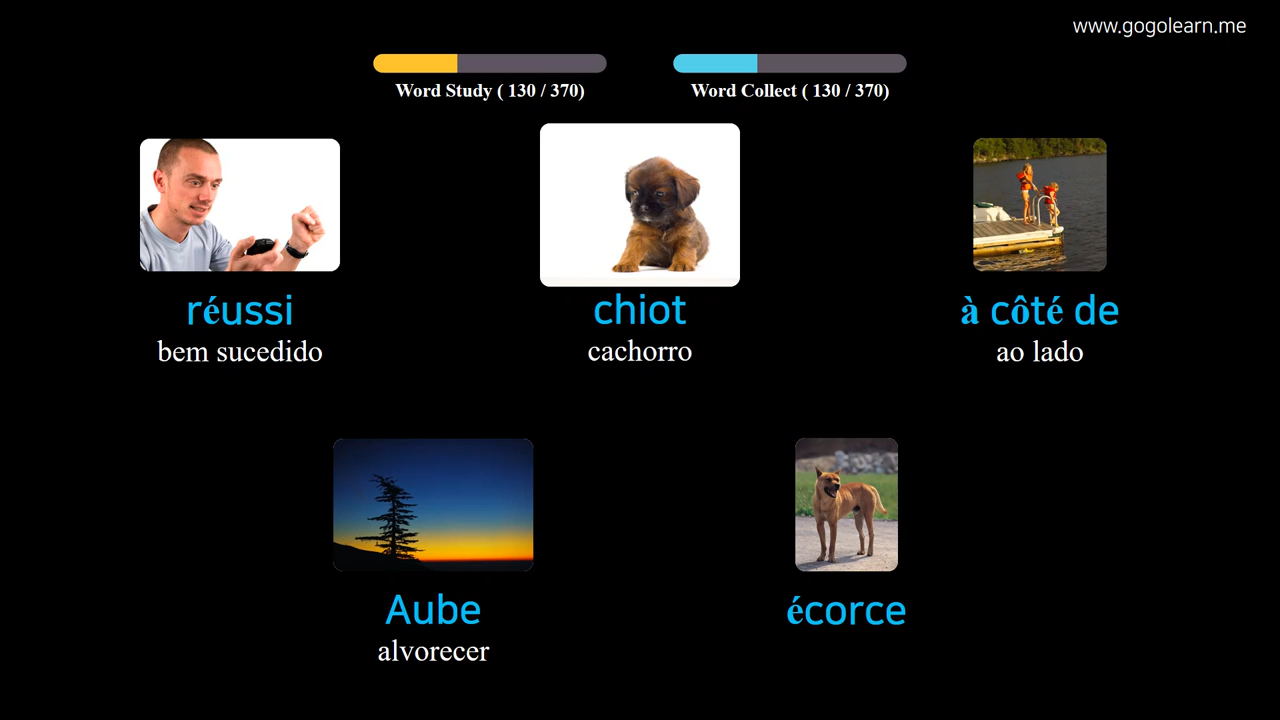 www.gogolearn.me
Word Study ( 130 / 370)
Word Collect ( 130 / 370)
réussi
bem sucedido
chiot
cachorro
à côté de
ao lado
Aube
alvorecer
écorce